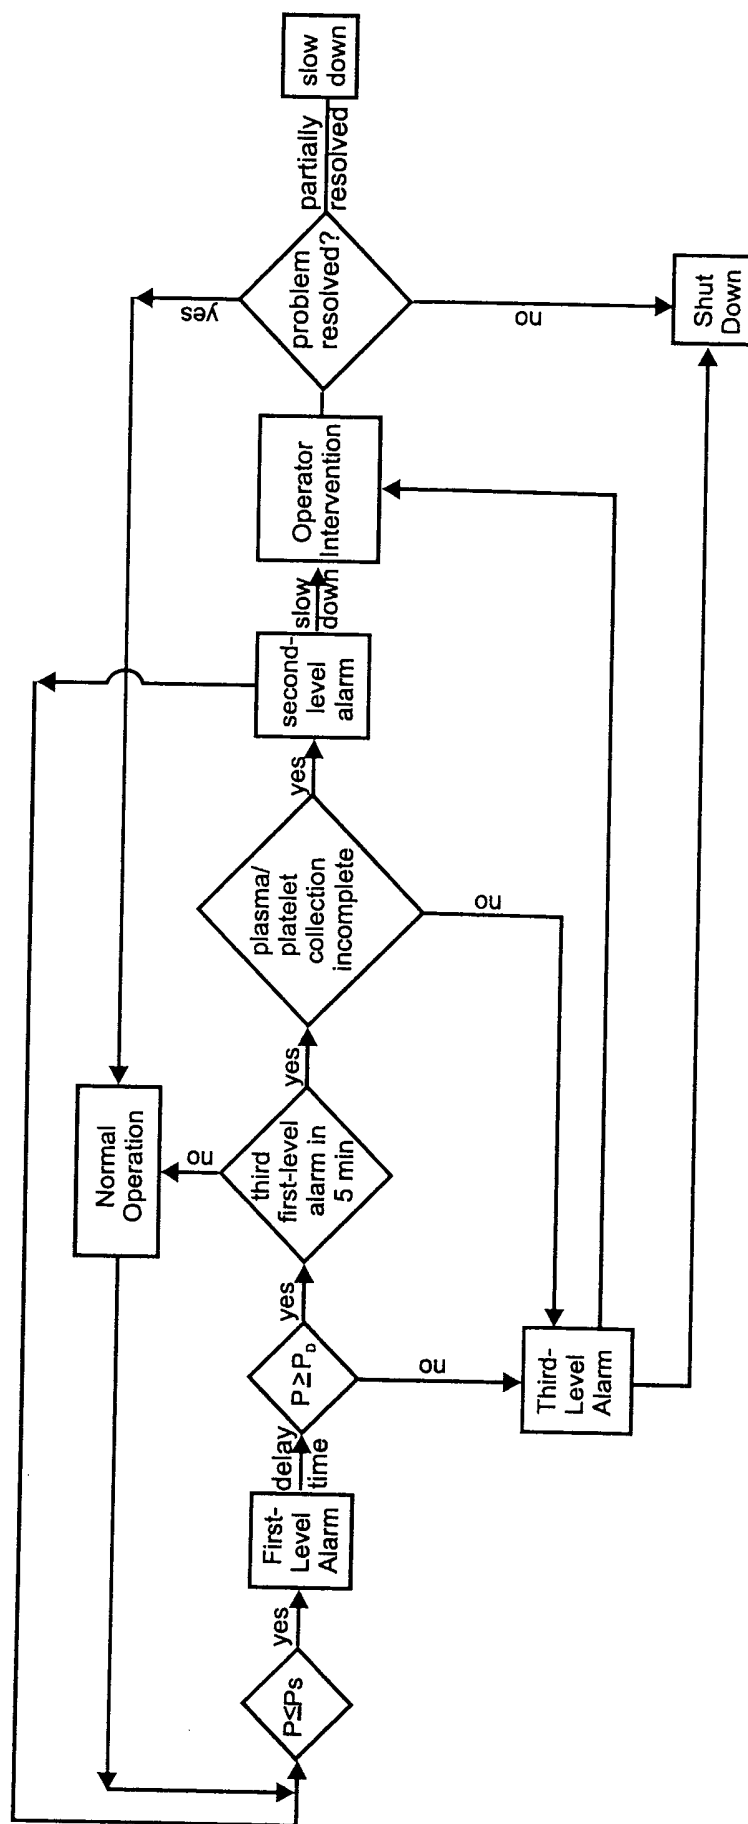 P≤Ps
yes
First-
Level
Alarm
delay
time
P≥P_D
yes
no
third
first-level
alarm in
5 min
no
yes
Normal
Operation
plasma/
platelet
collection
incomplete
yes
no
Third-
Level
Alarm
second-
level
alarm
slow
down
Operator
Intervention
problem
resolved?
yes
no
partially
resolved
slow
down
Shut
Down